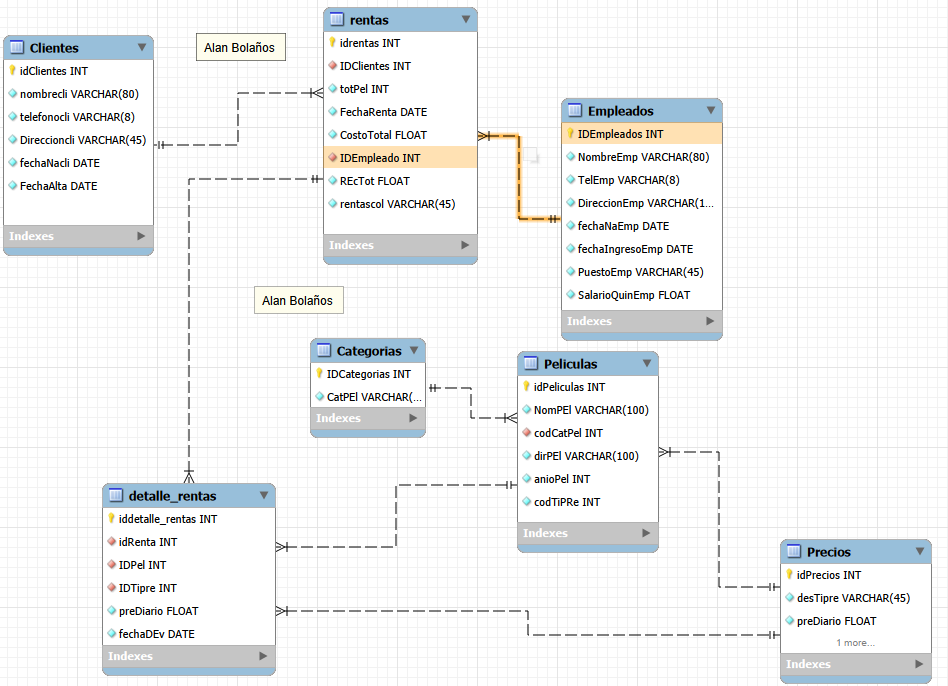 Clientes
idClientes INT
nombrecli VARCHAR(80)
telefonocli VARCHAR(8)
Direccioncli VARCHAR(45)
fechaNacli DATE
FechaAlta DATE
Indexes
Alan Bolaños
rentas
idrentas INT
IDClientes INT
totPel INT
FechaRenta DATE
CostoTotal FLOAT
IDEmpleado INT
REcTot FLOAT
rentascol VARCHAR(45)
Indexes
Empleados
IDEmpleados INT
NombreEmp VARCHAR(80)
TelEmp VARCHAR(8)
DireccionEmp VARCHAR(1...
fechaNaEmp DATE
fechaIngresoEmp DATE
PuestoEmp VARCHAR(45)
SalarioQuinEmp FLOAT
Indexes
Alan Bolaños
Categorias
IDCategorias INT
CatPEl VARCHAR(...
Indexes
Peliculas
idPeliculas INT
NomPEl VARCHAR(100)
codCatPel INT
dirPEl VARCHAR(100)
anioPel INT
codTiPRe INT
Indexes
detalle_rentas
iddetalle_rentas INT
idRenta INT
IDPel INT
IDTipre INT
preDiario FLOAT
fechaDEv DATE
Indexes
Precios
idPrecios INT
desTipre VARCHAR(45)
preDiario FLOAT
1 more...
Indexes